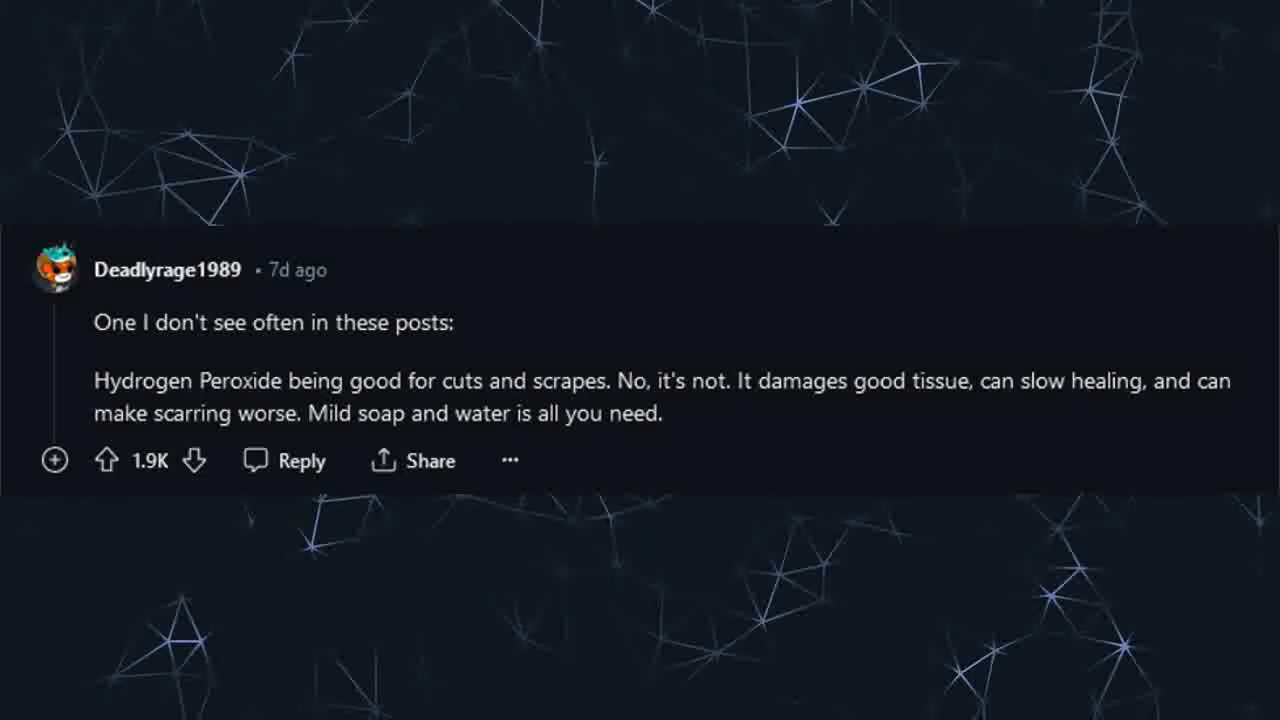 Deadlyrage1989 • 7d ago
One I don't see often in these posts:
Hydrogen Peroxide being good for cuts and scrapes. No, it's not. It damages good tissue, can slow healing, and can
make scarring worse. Mild soap and water is all you need.
1.9K Reply Share ···